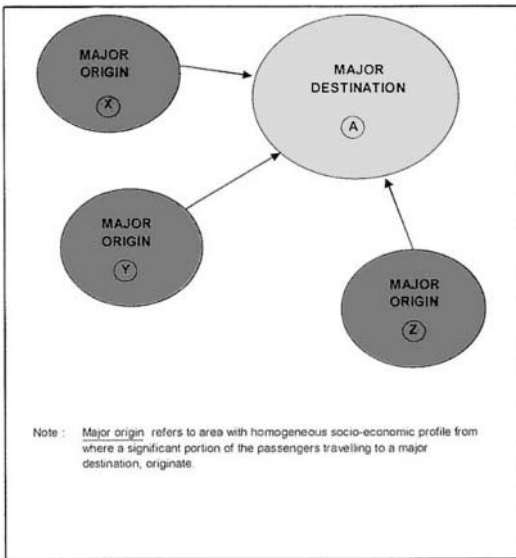 MAJOR
ORIGIN
X
MAJOR
DESTINATION
A
MAJOR
ORIGIN
Y
MAJOR
ORIGIN
Z
Note : Major origin refers to area with homogeneous socio-economic profile from
where a significant portion of the passengers travelling to a major
destination, originate.